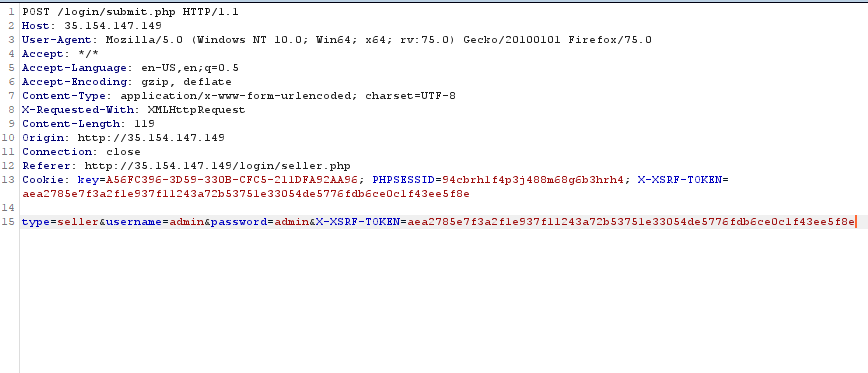 1 POST /login/submit.php HTTP/1.1
2 Host: 35.154.147.149
3 User-Agent: Mozilla/5.0 (Windows NT 10.0; Win64; x64; rv:75.0) Gecko/20100101 Firefox/75.0
4 Accept: */*
5 Accept-Language: en-US,en;q=0.5
6 Accept-Encoding: gzip, deflate
7 Content-Type: application/x-www-form-urlencoded; charset=UTF-8
8 X-Requested-With: XMLHttpRequest
9 Content-Length: 119
10 Origin: http://35.154.147.149
11 Connection: close
12 Referer: http://35.154.147.149/login/seller.php
13 Cookie: key=A56FC396-3D59-330B-CFC5-211DFA92AA96; PHPSESSID=94cbrhlf4p3j488m68g6b3hrh4; X-XSRF-TOKEN=
aea2785e7f3a2f1e937f11243a72b53751e33054de5776fdb6ce0c1f43ee5f8e
14
15 type=seller&username=admin&password=admin&X-XSRF-TOKEN=aea2785e7f3a2f1e937f11243a72b53751e33054de5776fdb6ce0c1f43ee5f8e